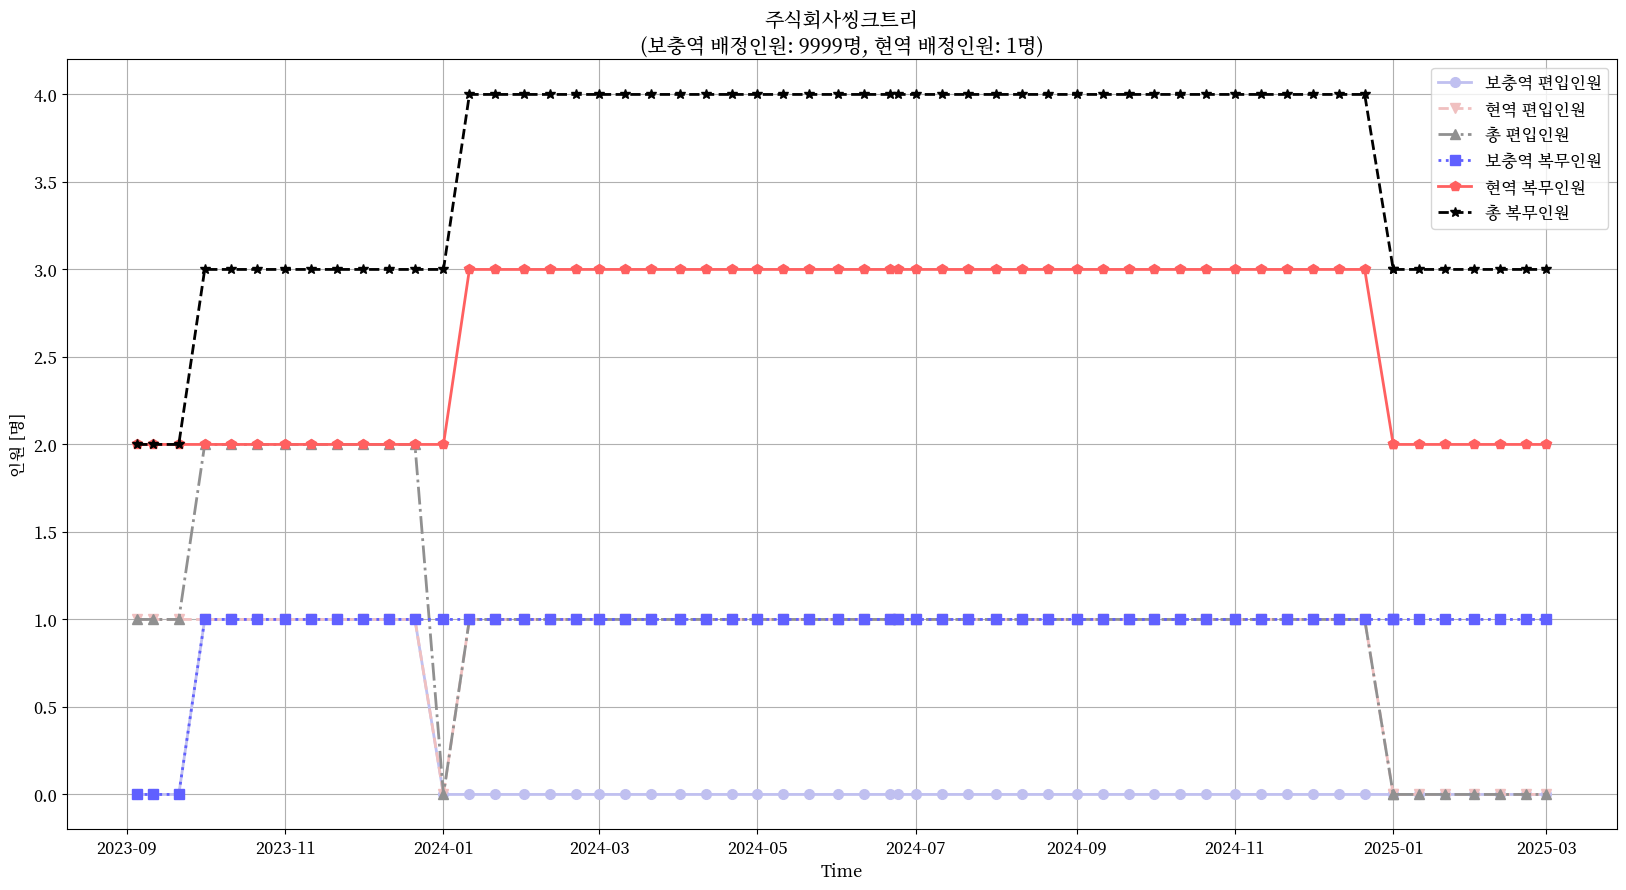 주식회사씽크트리
(보충역 배정인원: 9999명, 현역 배정인원: 1명)
보충역 편입인원
현역 편입인원
총 편입인원
보충역 복무인원
현역 복무인원
총 복무인원
인원 [명]
4.0
3.5
3.0
2.5
2.0
1.5
1.0
0.5
0.0
2023-09 2023-11 2024-01 2024-03 2024-05 2024-07 2024-09 2024-11 2025-01 2025-03
Time